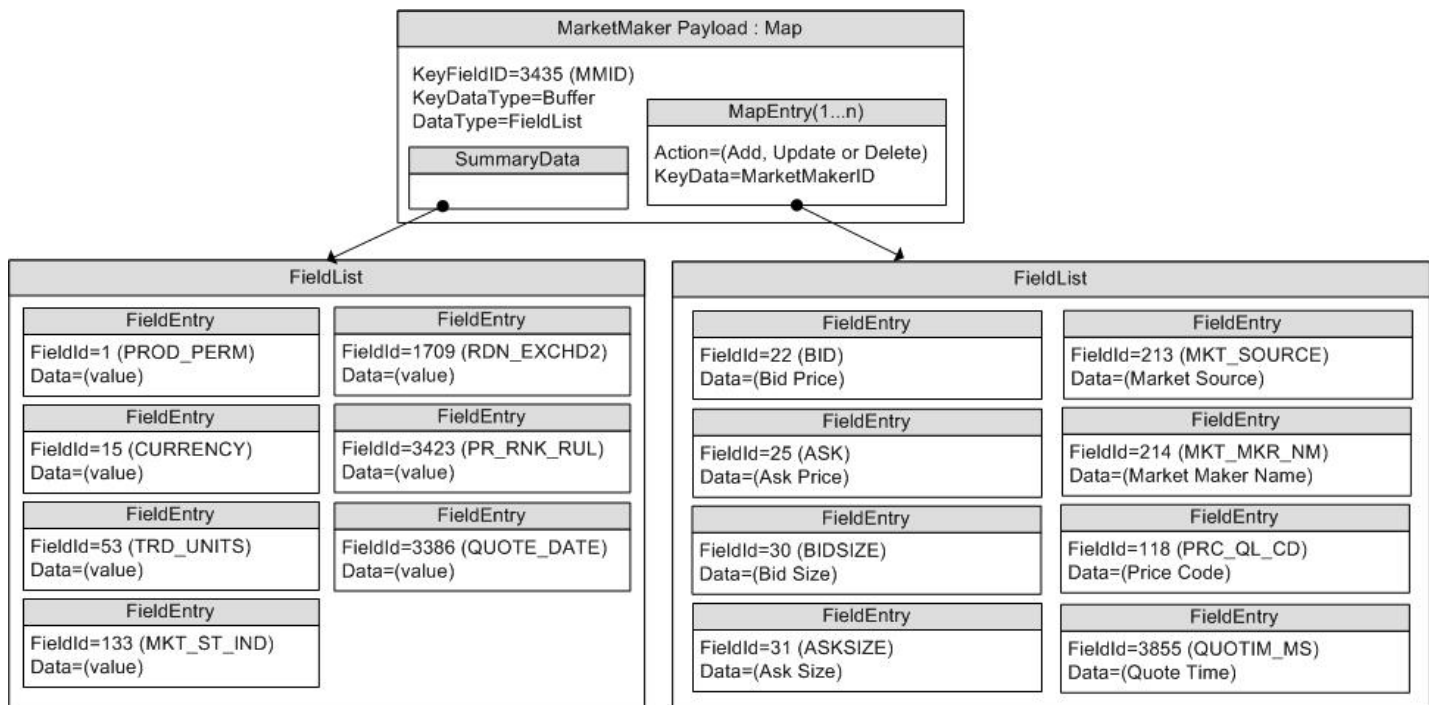 MarketMaker Payload : Map
KeyFieldID=3435 (MMID)
KeyDataType=Buffer
DataType=FieldList
SummaryData
MapEntry(1...n)
Action=(Add, Update or Delete)
KeyData=MarketMakerID
FieldList
FieldEntry
FieldId=1 (PROD_PERM)
Data=(value)
FieldEntry
FieldId=15 (CURRENCY)
Data=(value)
FieldEntry
FieldId=53 (TRD_UNITS)
Data=(value)
FieldEntry
FieldId=133 (MKT_ST_IND)
Data=(value)
FieldEntry
FieldId=1709 (RDN_EXCHD2)
Data=(value)
FieldEntry
FieldId=3423 (PR_RNK_RUL)
Data=(value)
FieldEntry
FieldId=3386 (QUOTE_DATE)
Data=(value)
FieldList
FieldEntry
FieldId=22 (BID)
Data=(Bid Price)
FieldEntry
FieldId=25 (ASK)
Data=(Ask Price)
FieldEntry
FieldId=30 (BIDSIZE)
Data=(Bid Size)
FieldEntry
FieldId=31 (ASKSIZE)
Data=(Ask Size)
FieldEntry
FieldId=213 (MKT_SOURCE)
Data=(Market Source)
FieldEntry
FieldId=214 (MKT_MKR_NM)
Data=(Market Maker Name)
FieldEntry
FieldId=118 (PRC_QL_CD)
Data=(Price Code)
FieldEntry
FieldId=3855 (QUOTIM_MS)
Data=(Quote Time)